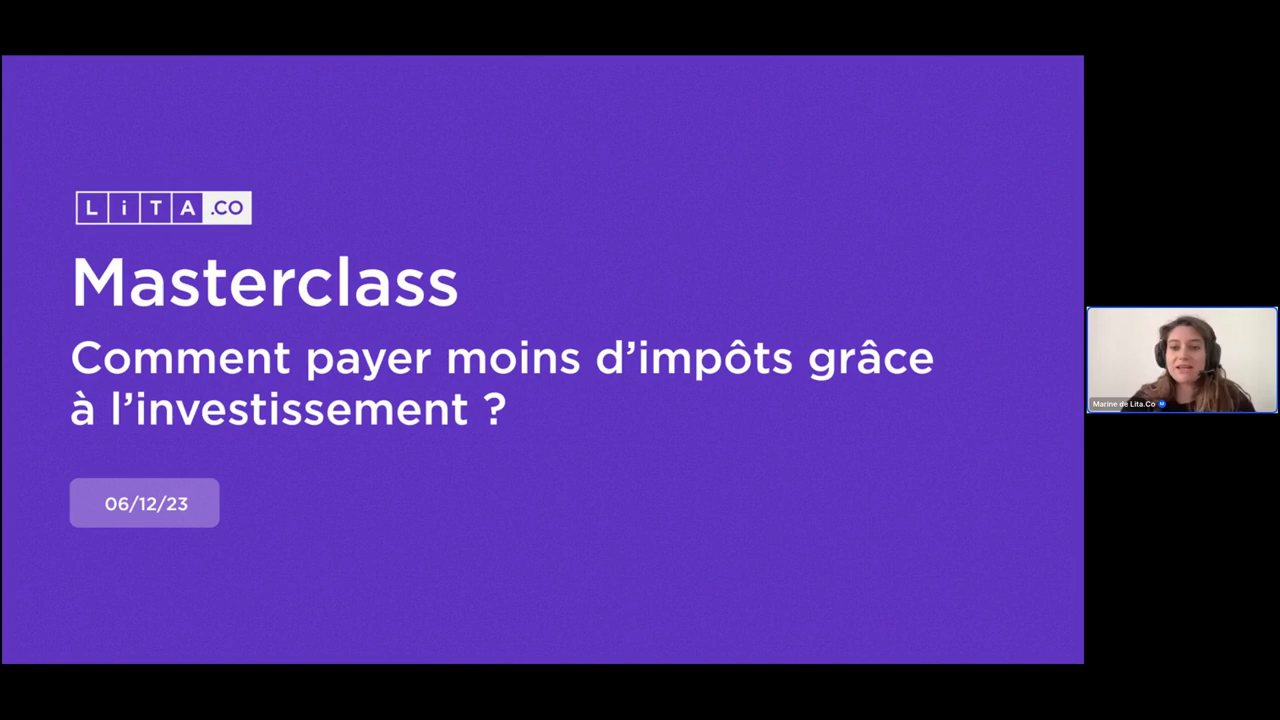 LiTA.CO
Masterclass
Comment payer moins d’impôts grâce
à l’investissement ?
06/12/23
Marine de Lita.Co